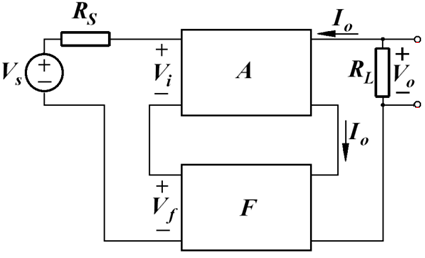 R_S
I_o
+
V_i
−
A
V_s
+
−
R_L
+
V_o
−
I_o
+
V_f
−
F